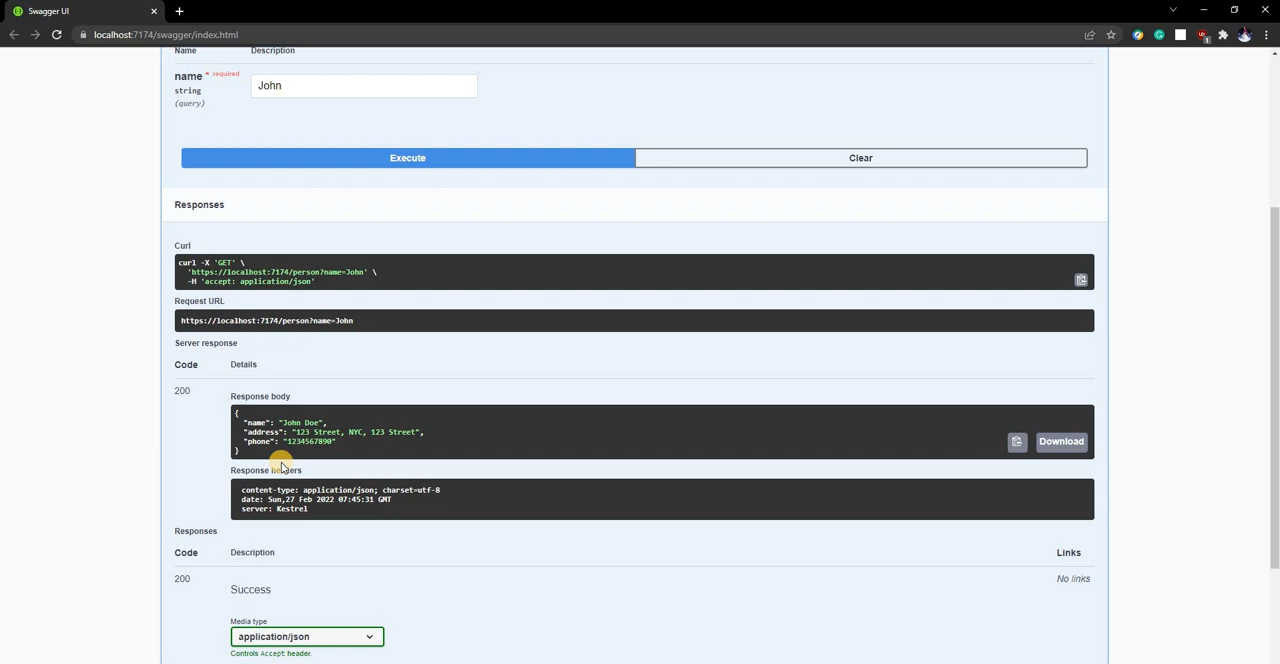 Swagger UI
localhost:7174/swagger/index.html
Name Description
name * required
John
string
(query)
Execute Clear
Responses
Curl
curl -X 'GET' \
'https://localhost:7174/person?name=John' \
-H 'accept: application/json'
Request URL
https://localhost:7174/person?name=John
Server response
Code Details
200
Response body
{
"name": "John Doe",
"address": "123 Street, NYC, 123 Street",
"phone": "1234567890"
}
Download
Response headers
content-type: application/json; charset=utf-8
date: Sun,27 Feb 2022 07:45:31 GMT
server: Kestrel
Responses
Code Description Links
200 No links
Success
Media type
application/json
Controls Accept header.